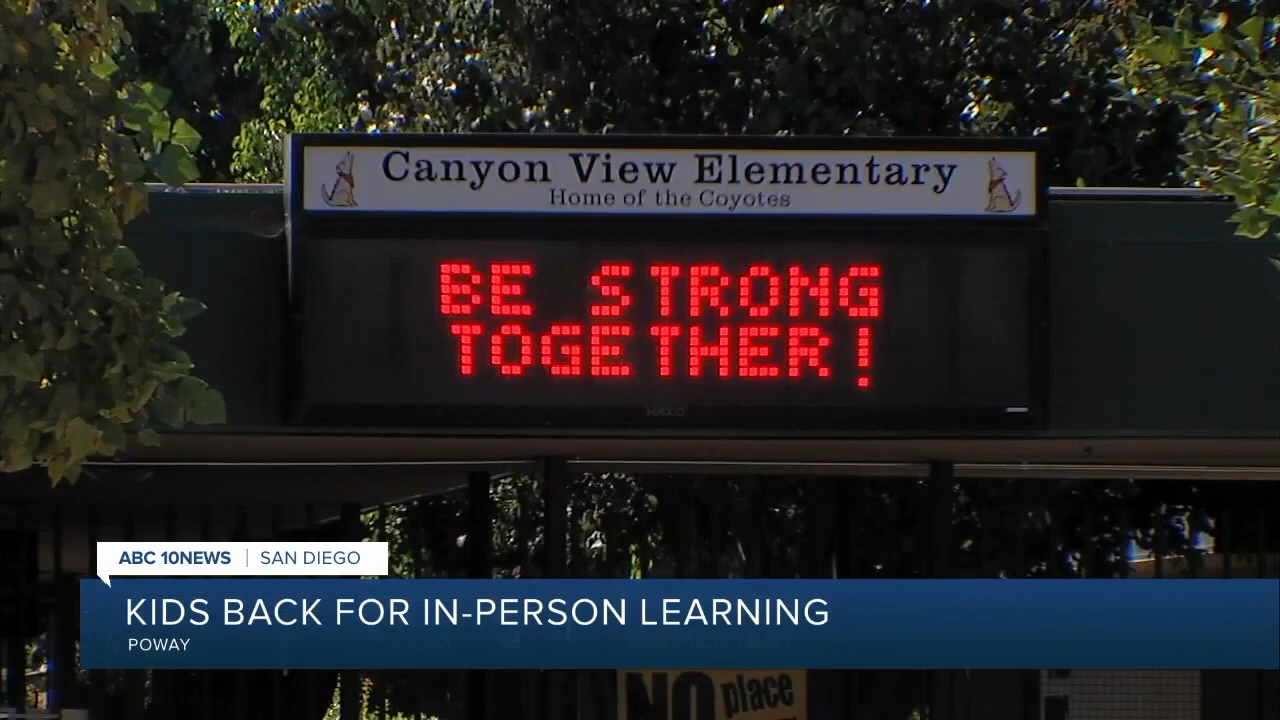 Canyon View Elementary
Home of the Coyotes
BE STRONG
TOGETHER!
ABC 10NEWS | SAN DIEGO
KIDS BACK FOR IN-PERSON LEARNING
POWAY
NO place